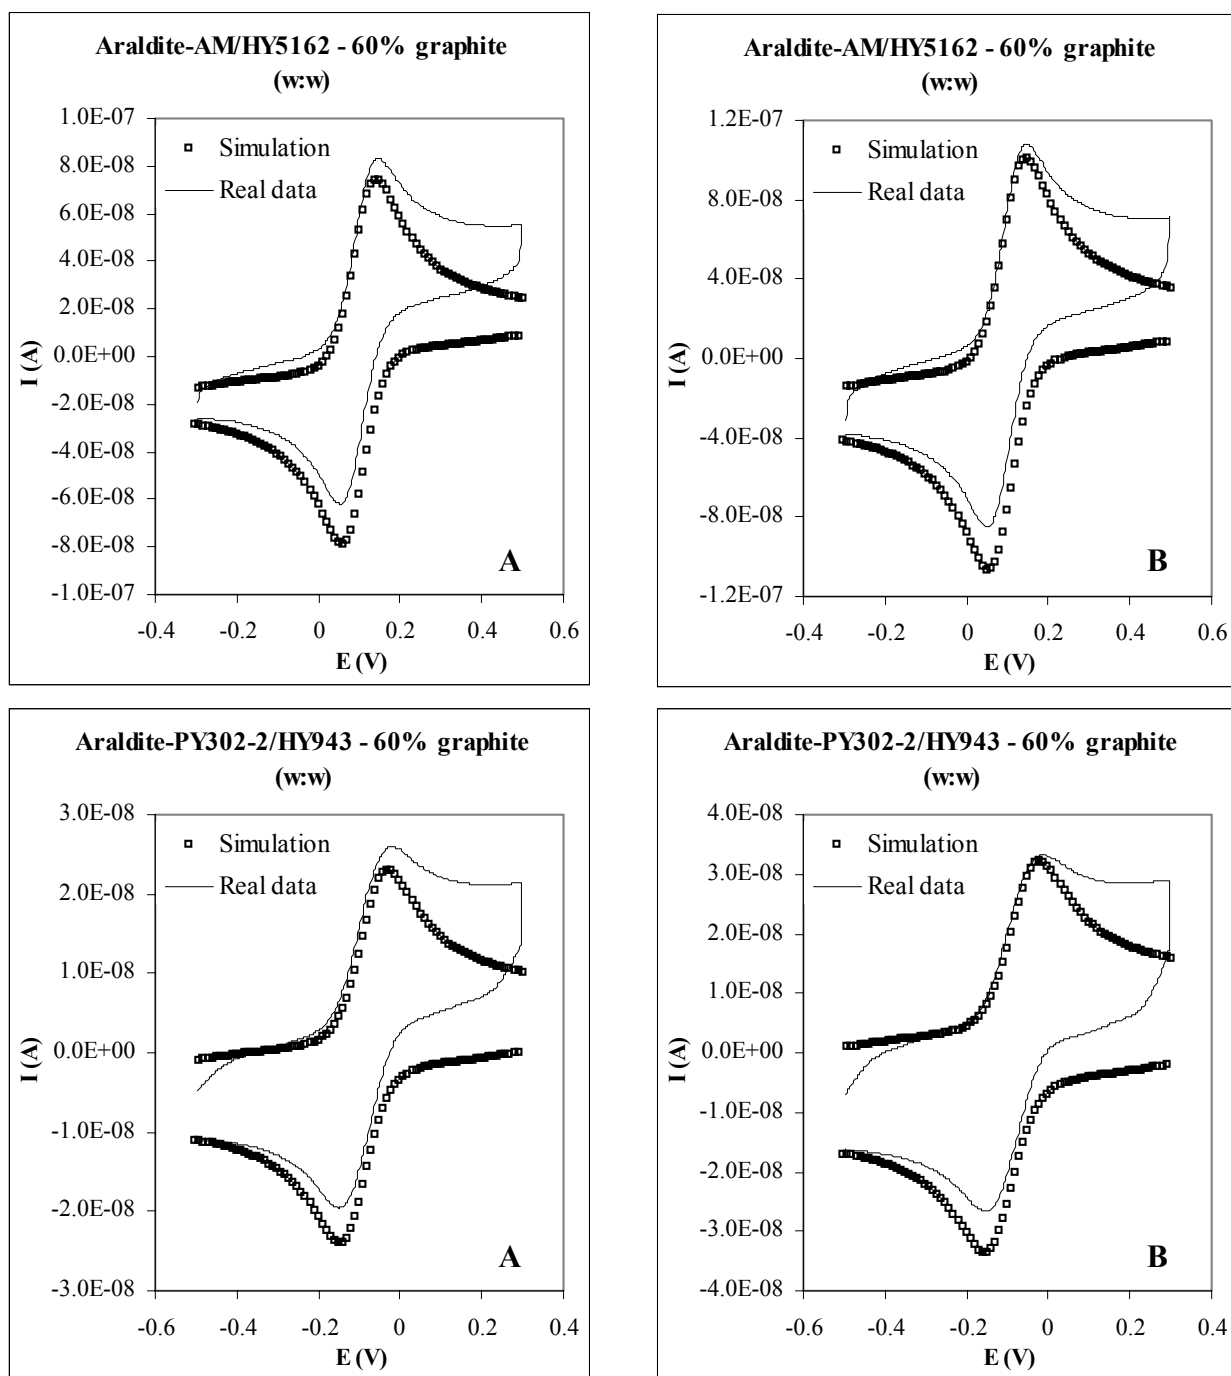 Araldite-AM/HY5162 - 60% graphite
(w:w)
1.0E-07
8.0E-08
6.0E-08
4.0E-08
2.0E-08
0.0E+00
-2.0E-08
-4.0E-08
-6.0E-08
-8.0E-08
-1.0E-07
Simulation
Real data
I (A)
A
-0.4 -0.2 0 0.2 0.4 0.6
E (V)
Araldite-AM/HY5162 - 60% graphite
(w:w)
1.2E-07
8.0E-08
4.0E-08
0.0E+00
-4.0E-08
-8.0E-08
-1.2E-07
Simulation
Real data
I (A)
B
-0.4 -0.2 0 0.2 0.4 0.6
E (V)
Araldite-PY302-2/HY943 - 60% graphite
(w:w)
3.0E-08
2.0E-08
1.0E-08
0.0E+00
-1.0E-08
-2.0E-08
-3.0E-08
Simulation
Real data
I (A)
A
-0.6 -0.4 -0.2 0 0.2 0.4
E (V)
Araldite-PY302-2/HY943 - 60% graphite
(w:w)
4.0E-08
3.0E-08
2.0E-08
1.0E-08
0.0E+00
-1.0E-08
-2.0E-08
-3.0E-08
-4.0E-08
Simulation
Real data
I (A)
B
-0.6 -0.4 -0.2 0 0.2 0.4
E (V)